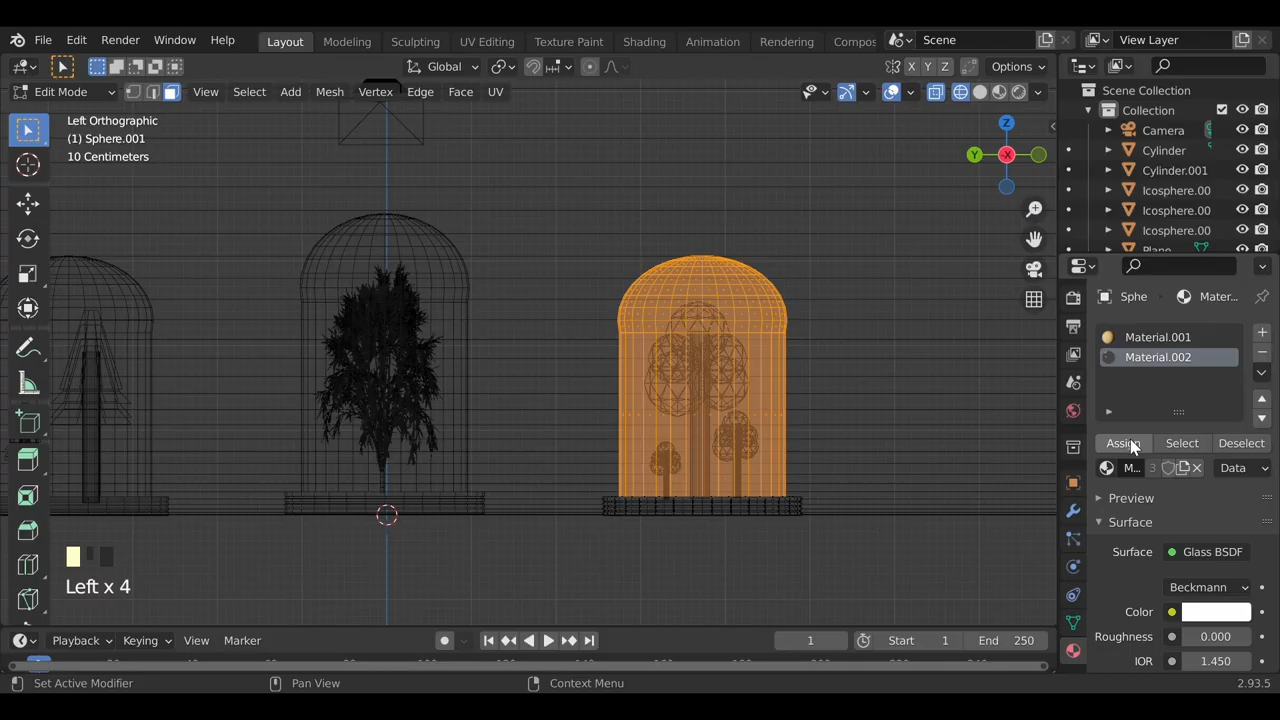 File Edit Render Window Help Layout Modeling Sculpting UV Editing Texture Paint Shading Animation Rendering Compos Scene View Layer
Global X Y Z Options
Edit Mode View Select Add Mesh Vertex Edge Face UV
Left Orthographic
(1) Sphere.001
10 Centimeters
Z
Y
X
Scene Collection
Collection
Camera
Cylinder
Cylinder.001
Icosphere.00
Icosphere.00
Icosphere.00
Sphe Mater...
Material.001
Material.002
Assign Select Deselect
M... 3 Data
Preview
Surface
Surface Glass BSDF
Beckmann
Color
Roughness 0.000
IOR 1.450
Left x 4
Playback Keying View Marker 1 Start 1 End 250
Set Active Modifier Pan View Context Menu 2.93.5